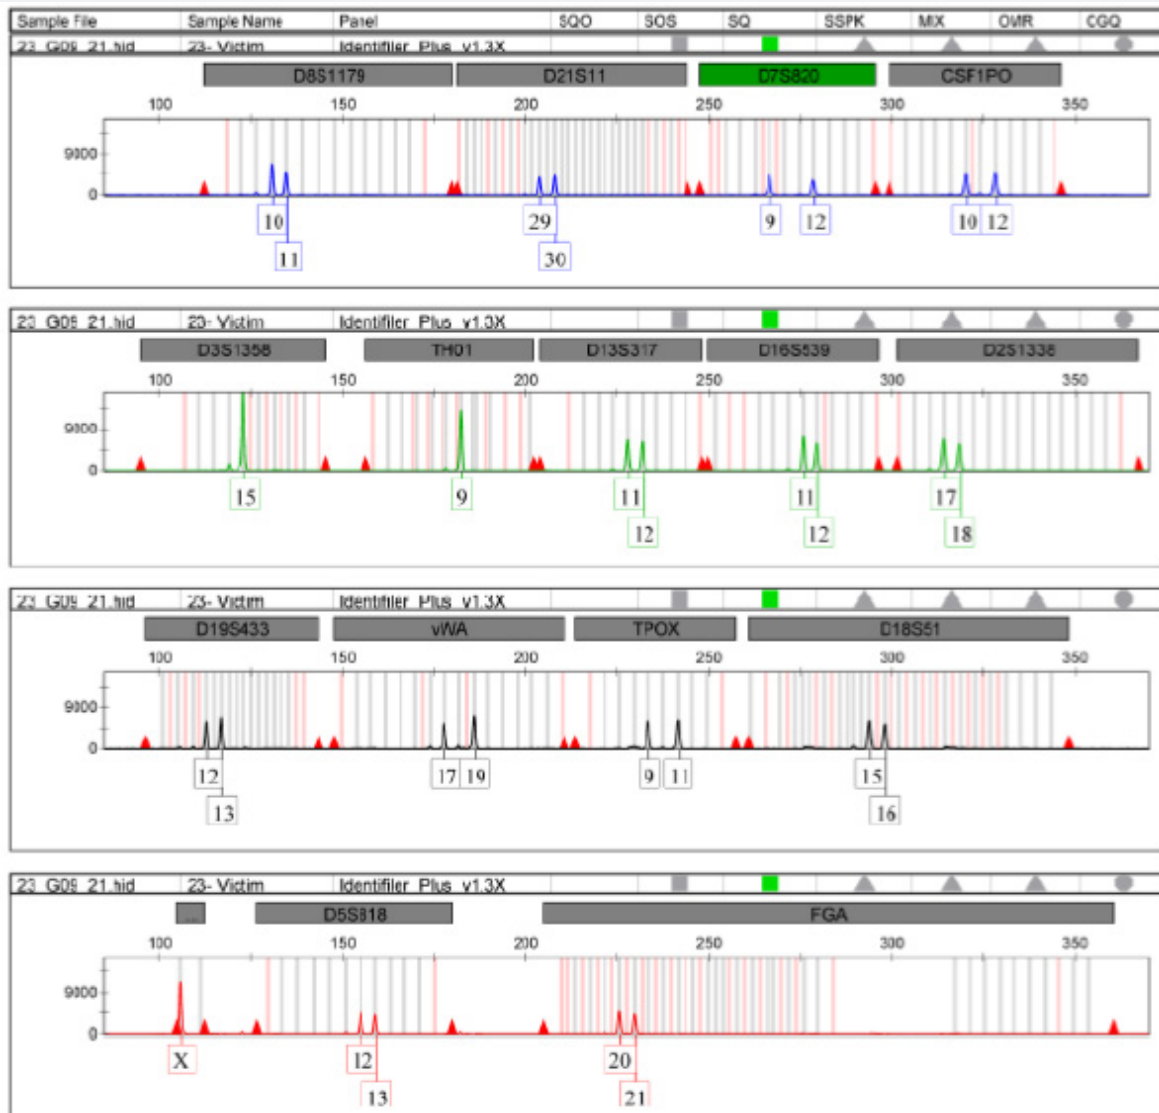 Sample File Sample Name Panel SQO SOS SQ SSPK MIX OMR CGQ
23_G09_21.hid 23- Victim Identifiler_Plus_v1.3X
D8S1179 D21S11 D7S820 CSF1PO
100 150 200 250 300 350
9000
0
10 29 9 12 10 12
11 30
23_G09_21.hid 23- Victim Identifiler_Plus_v1.3X
D3S1358 TH01 D13S317 D16S539 D2S1338
100 150 200 250 300 350
9000
0
15 9 11 11 17
12 12 18
23_G09_21.hid 23- Victim Identifiler_Plus_v1.3X
D19S433 vWA TPOX D18S51
100 150 200 250 300 350
9000
0
12 17 19 9 11 15
13 16
23_G09_21.hid 23- Victim Identifiler_Plus_v1.3X
... D5S818 FGA
100 150 200 250 300 350
9000
0
X 12 20
13 21